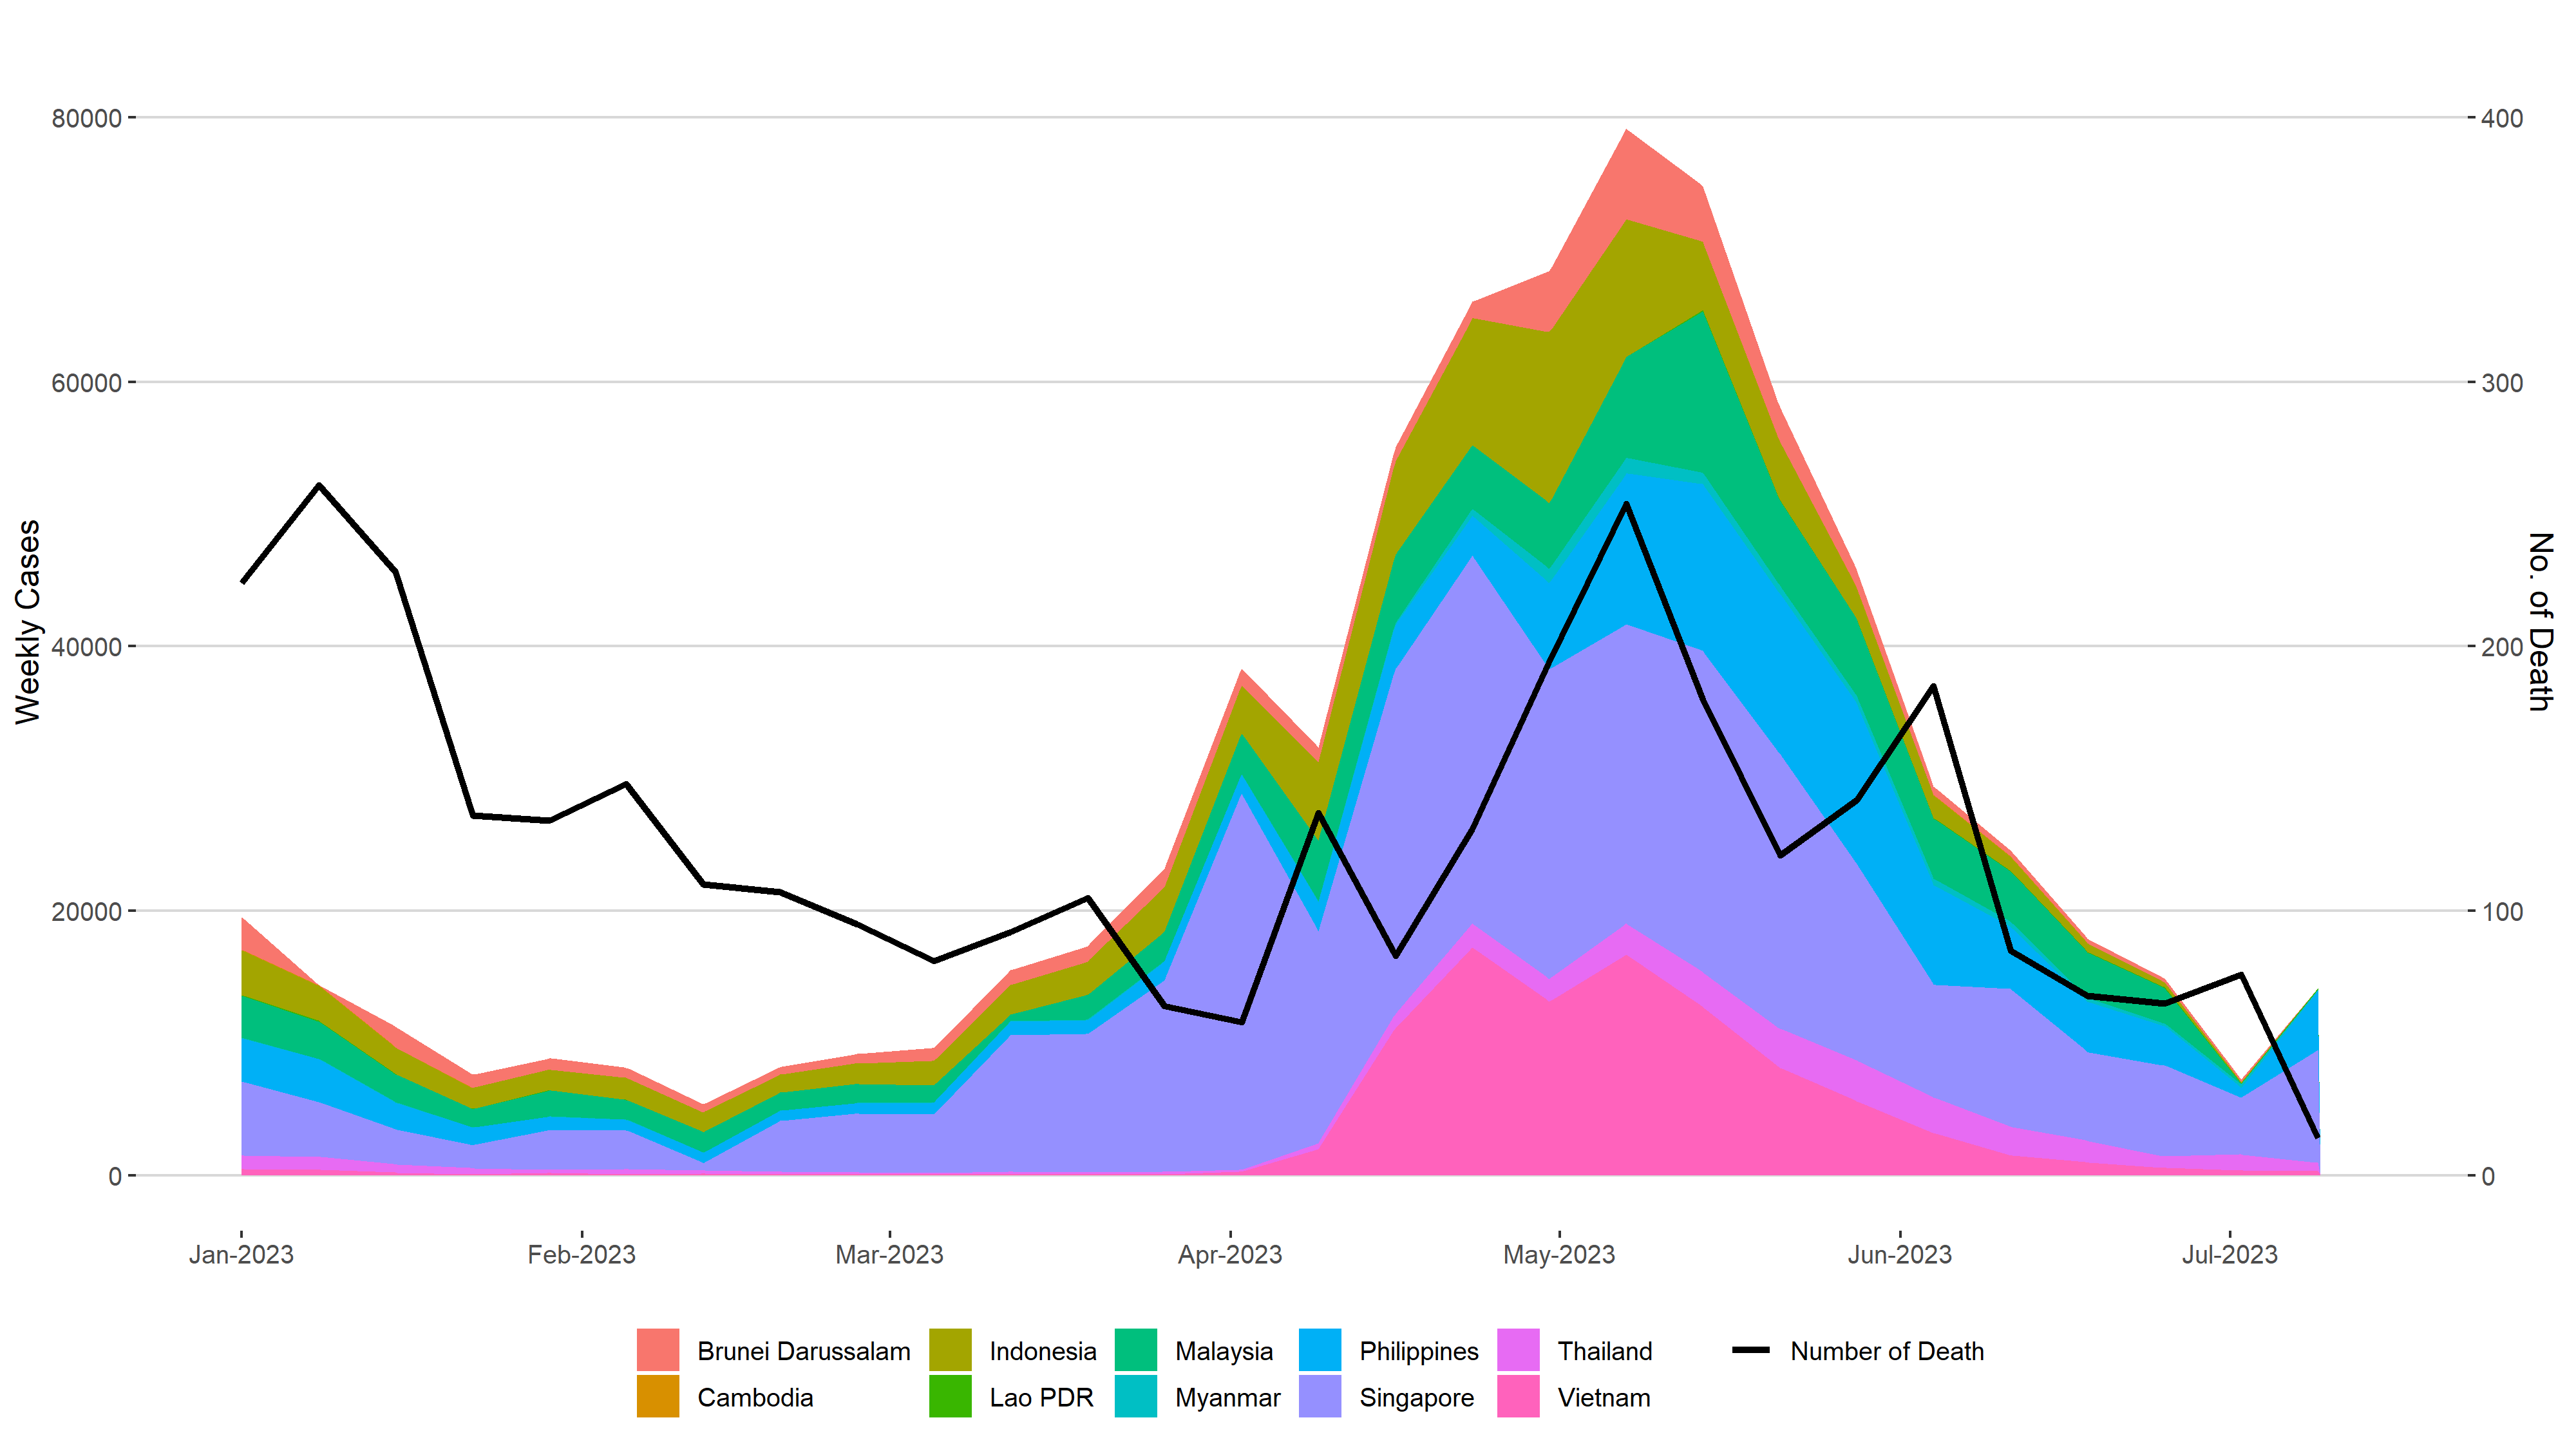 80000
60000
40000
20000
0
Weekly Cases
400
300
200
100
0
No. of Death
Jan-2023 Feb-2023 Mar-2023 Apr-2023 May-2023 Jun-2023 Jul-2023
Brunei Darussalam Indonesia Malaysia Philippines Thailand Number of Death
Cambodia Lao PDR Myanmar Singapore Vietnam